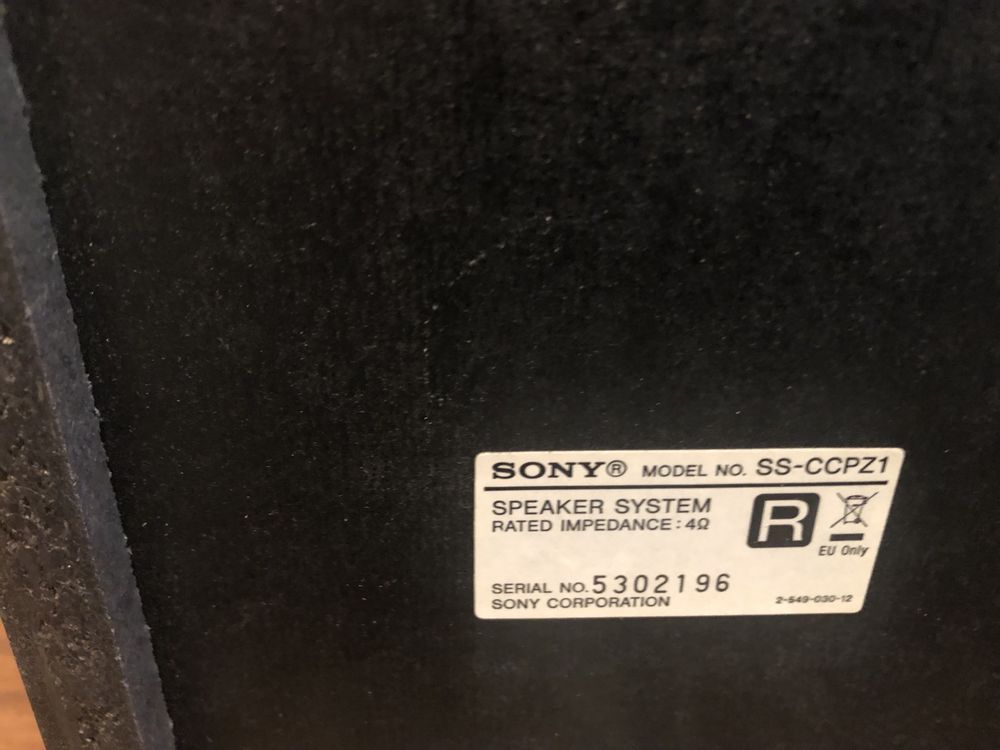 SONY® MODEL NO. SS-CCPZ1
SPEAKER SYSTEM
RATED IMPEDANCE : 4Ω
R
EU Only
SERIAL NO. 5302196
SONY CORPORATION
2-549-030-12